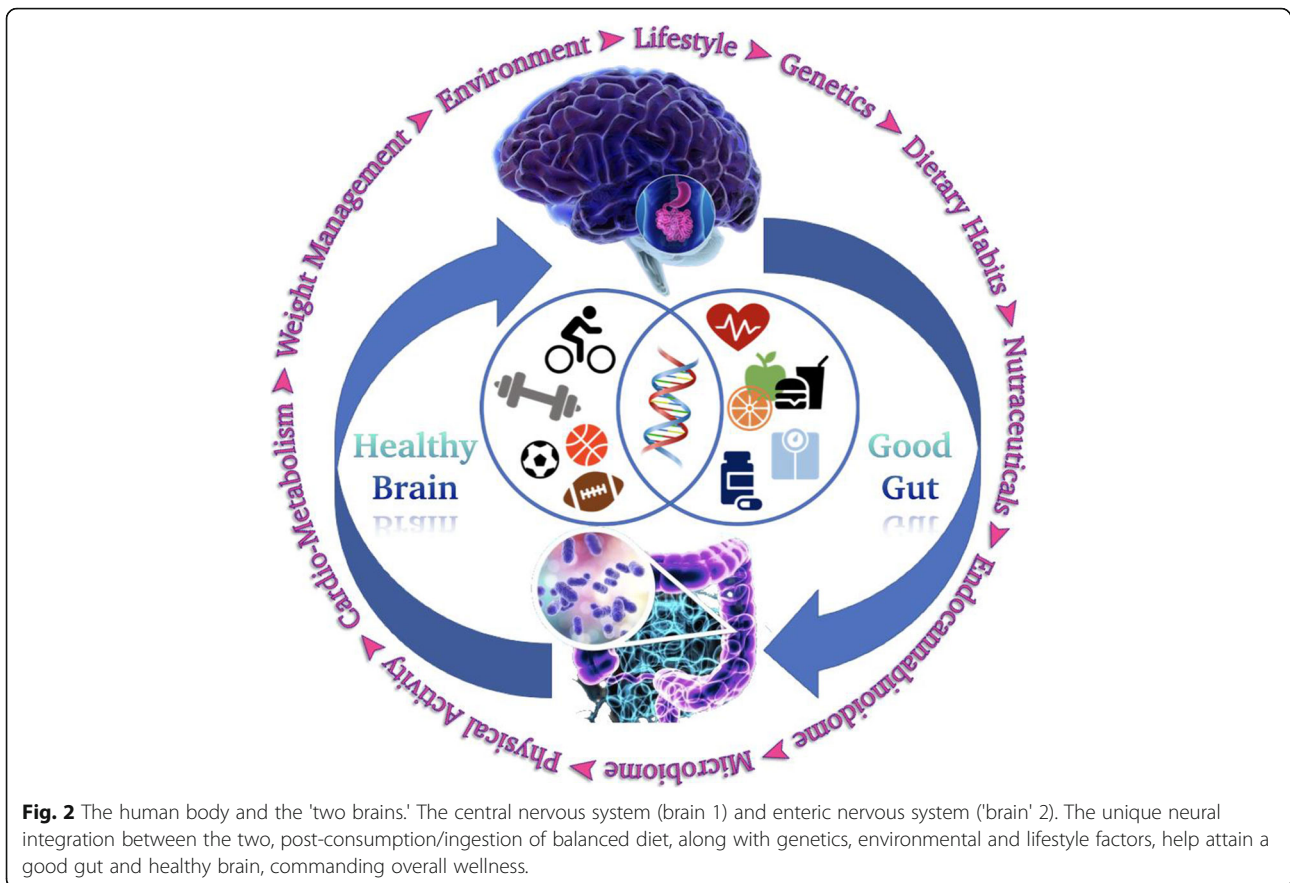 Environment ➤ Lifestyle ➤ Genetics ➤ Dietary Habits ➤ Nutraceuticals ➤ Endocannabinoidome ➤ Microbiome ➤ Physical Activity ➤ Cardio-Metabolism ➤ Weight Management ➤
Healthy
Brain
Good
Gut
Fig. 2 The human body and the 'two brains.' The central nervous system (brain 1) and enteric nervous system ('brain' 2). The unique neural
integration between the two, post-consumption/ingestion of balanced diet, along with genetics, environmental and lifestyle factors, help attain a
good gut and healthy brain, commanding overall wellness.